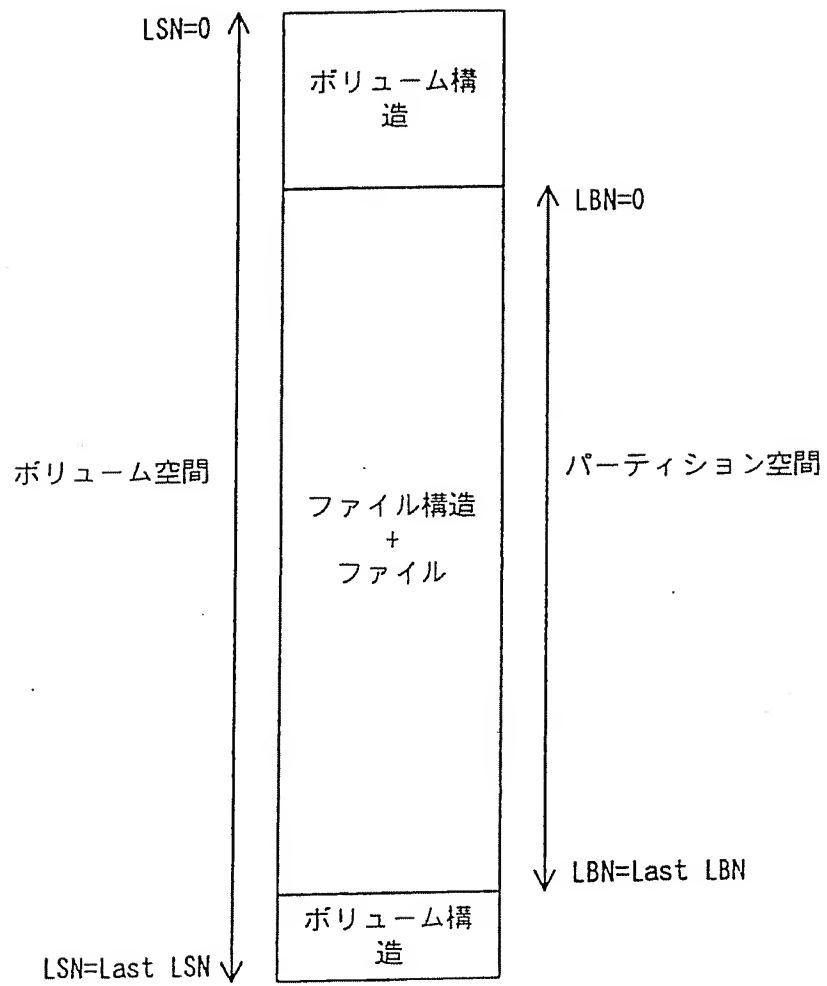 LSN=0
ボリューム構
造
LBN=0
ボリューム空間
パーティション空間
ファイル構造
+
ファイル
LBN=Last LBN
ボリューム構
造
LSN=Last LSN